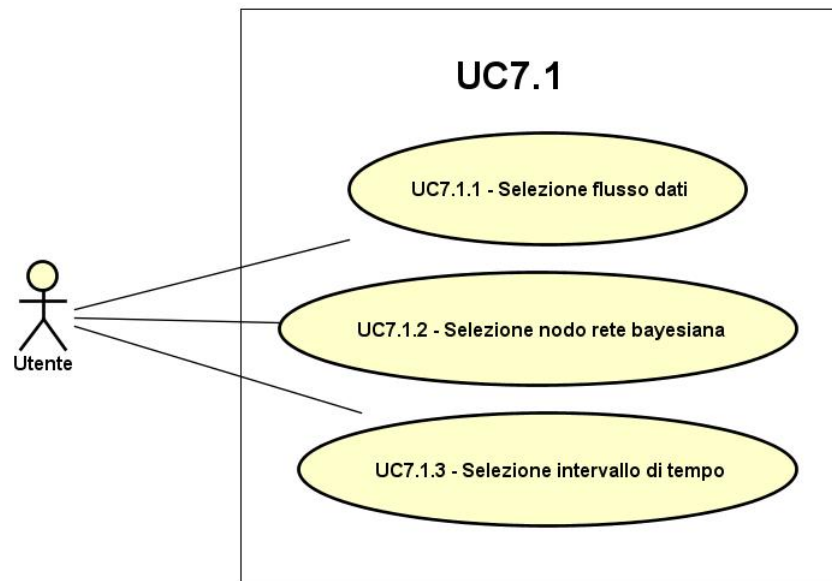 UC7.1
UC7.1.1 - Selezione flusso dati
UC7.1.2 - Selezione nodo rete bayesiana
Utente
UC7.1.3 - Selezione intervallo di tempo